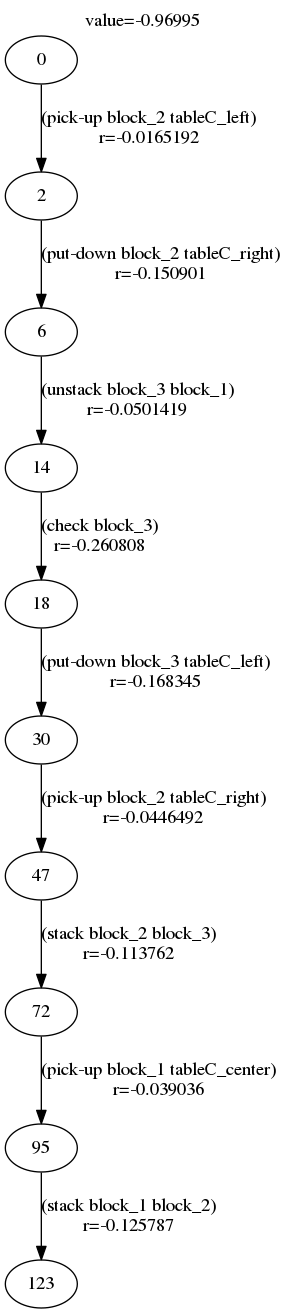 value=-0.96995
0
(pick-up block_2 tableC_left)
r=-0.0165192
2
(put-down block_2 tableC_right)
r=-0.150901
6
(unstack block_3 block_1)
r=-0.0501419
14
(check block_3)
r=-0.260808
18
(put-down block_3 tableC_left)
r=-0.168345
30
(pick-up block_2 tableC_right)
r=-0.0446492
47
(stack block_2 block_3)
r=-0.113762
72
(pick-up block_1 tableC_center)
r=-0.039036
95
(stack block_1 block_2)
r=-0.125787
123